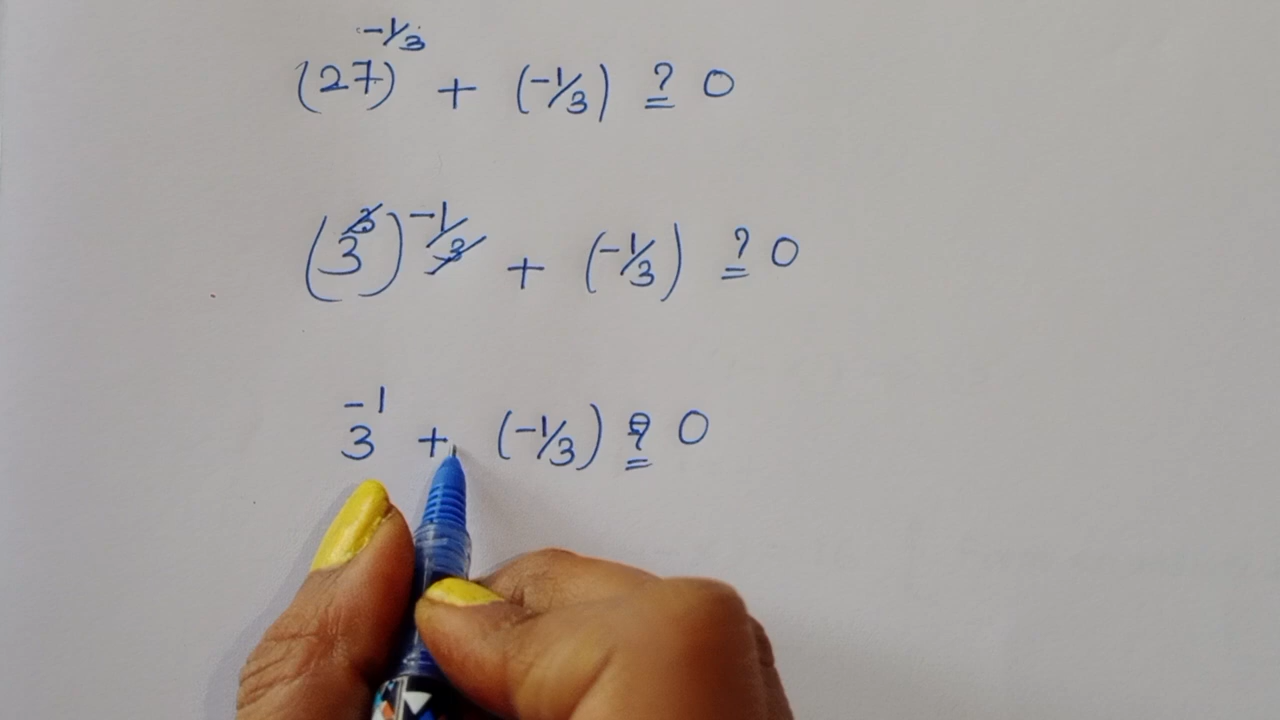 (27)^{-1/3} + (-1/3) ≟ 0
(3^3)^{-1/3} + (-1/3) ≟ 0
3^{-1} + (-1/3) ≟ 0